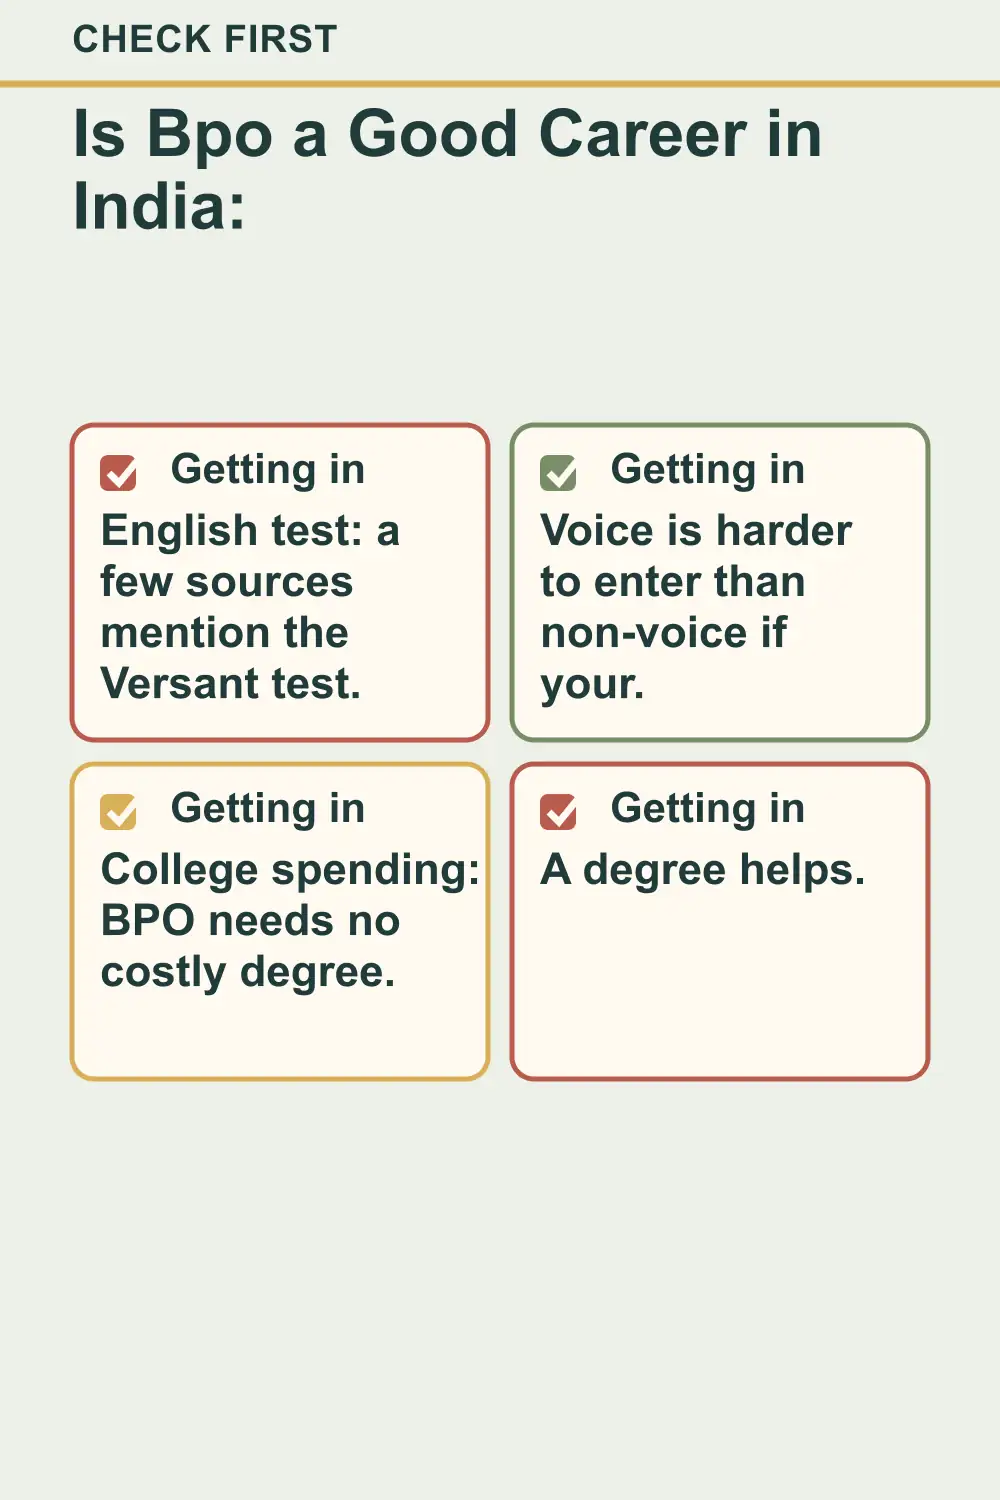 CHECK FIRST
Is Bpo a Good Career in
India:
Getting in
English test: a
few sources
mention the
Versant test.
Getting in
Voice is harder
to enter than
non-voice if
your.
Getting in
College spending:
BPO needs no
costly degree.
Getting in
A degree helps.